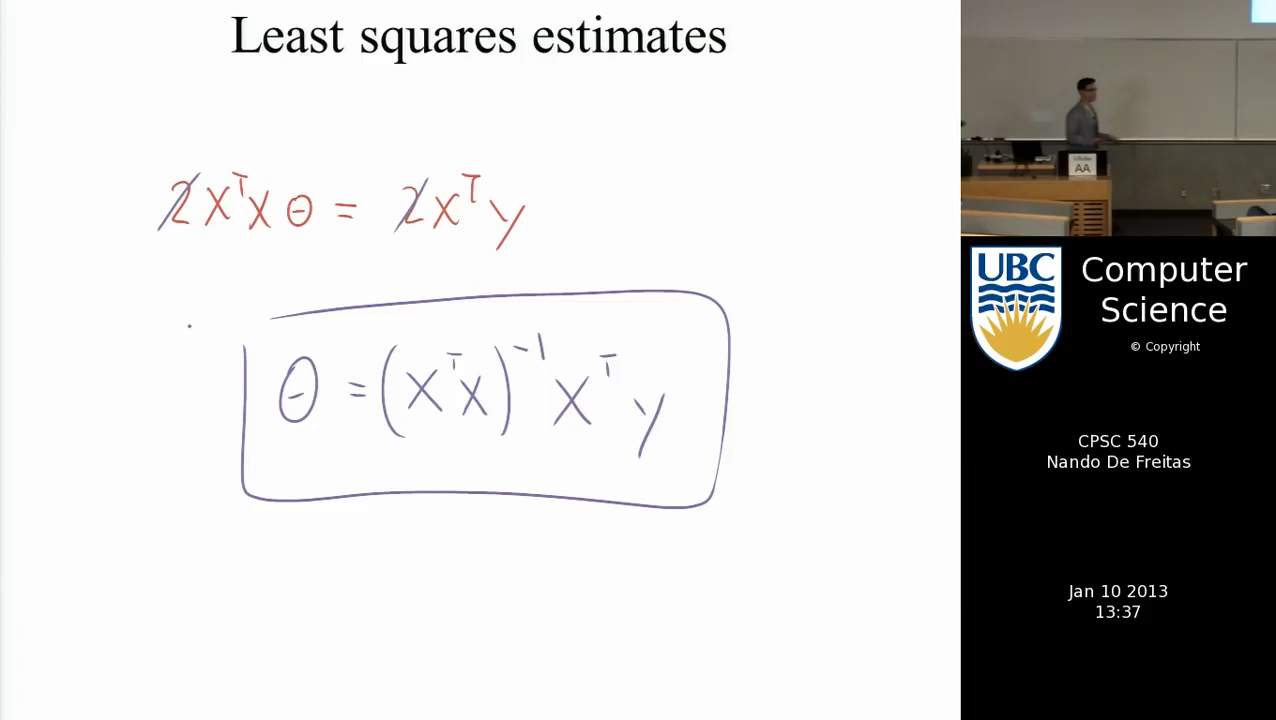 Least squares estimates
2XᵀXθ = 2Xᵀy
θ = (XᵀX)⁻¹Xᵀy
AA
UBC
Computer
Science
© Copyright
CPSC 540
Nando De Freitas
Jan 10 2013
13:37